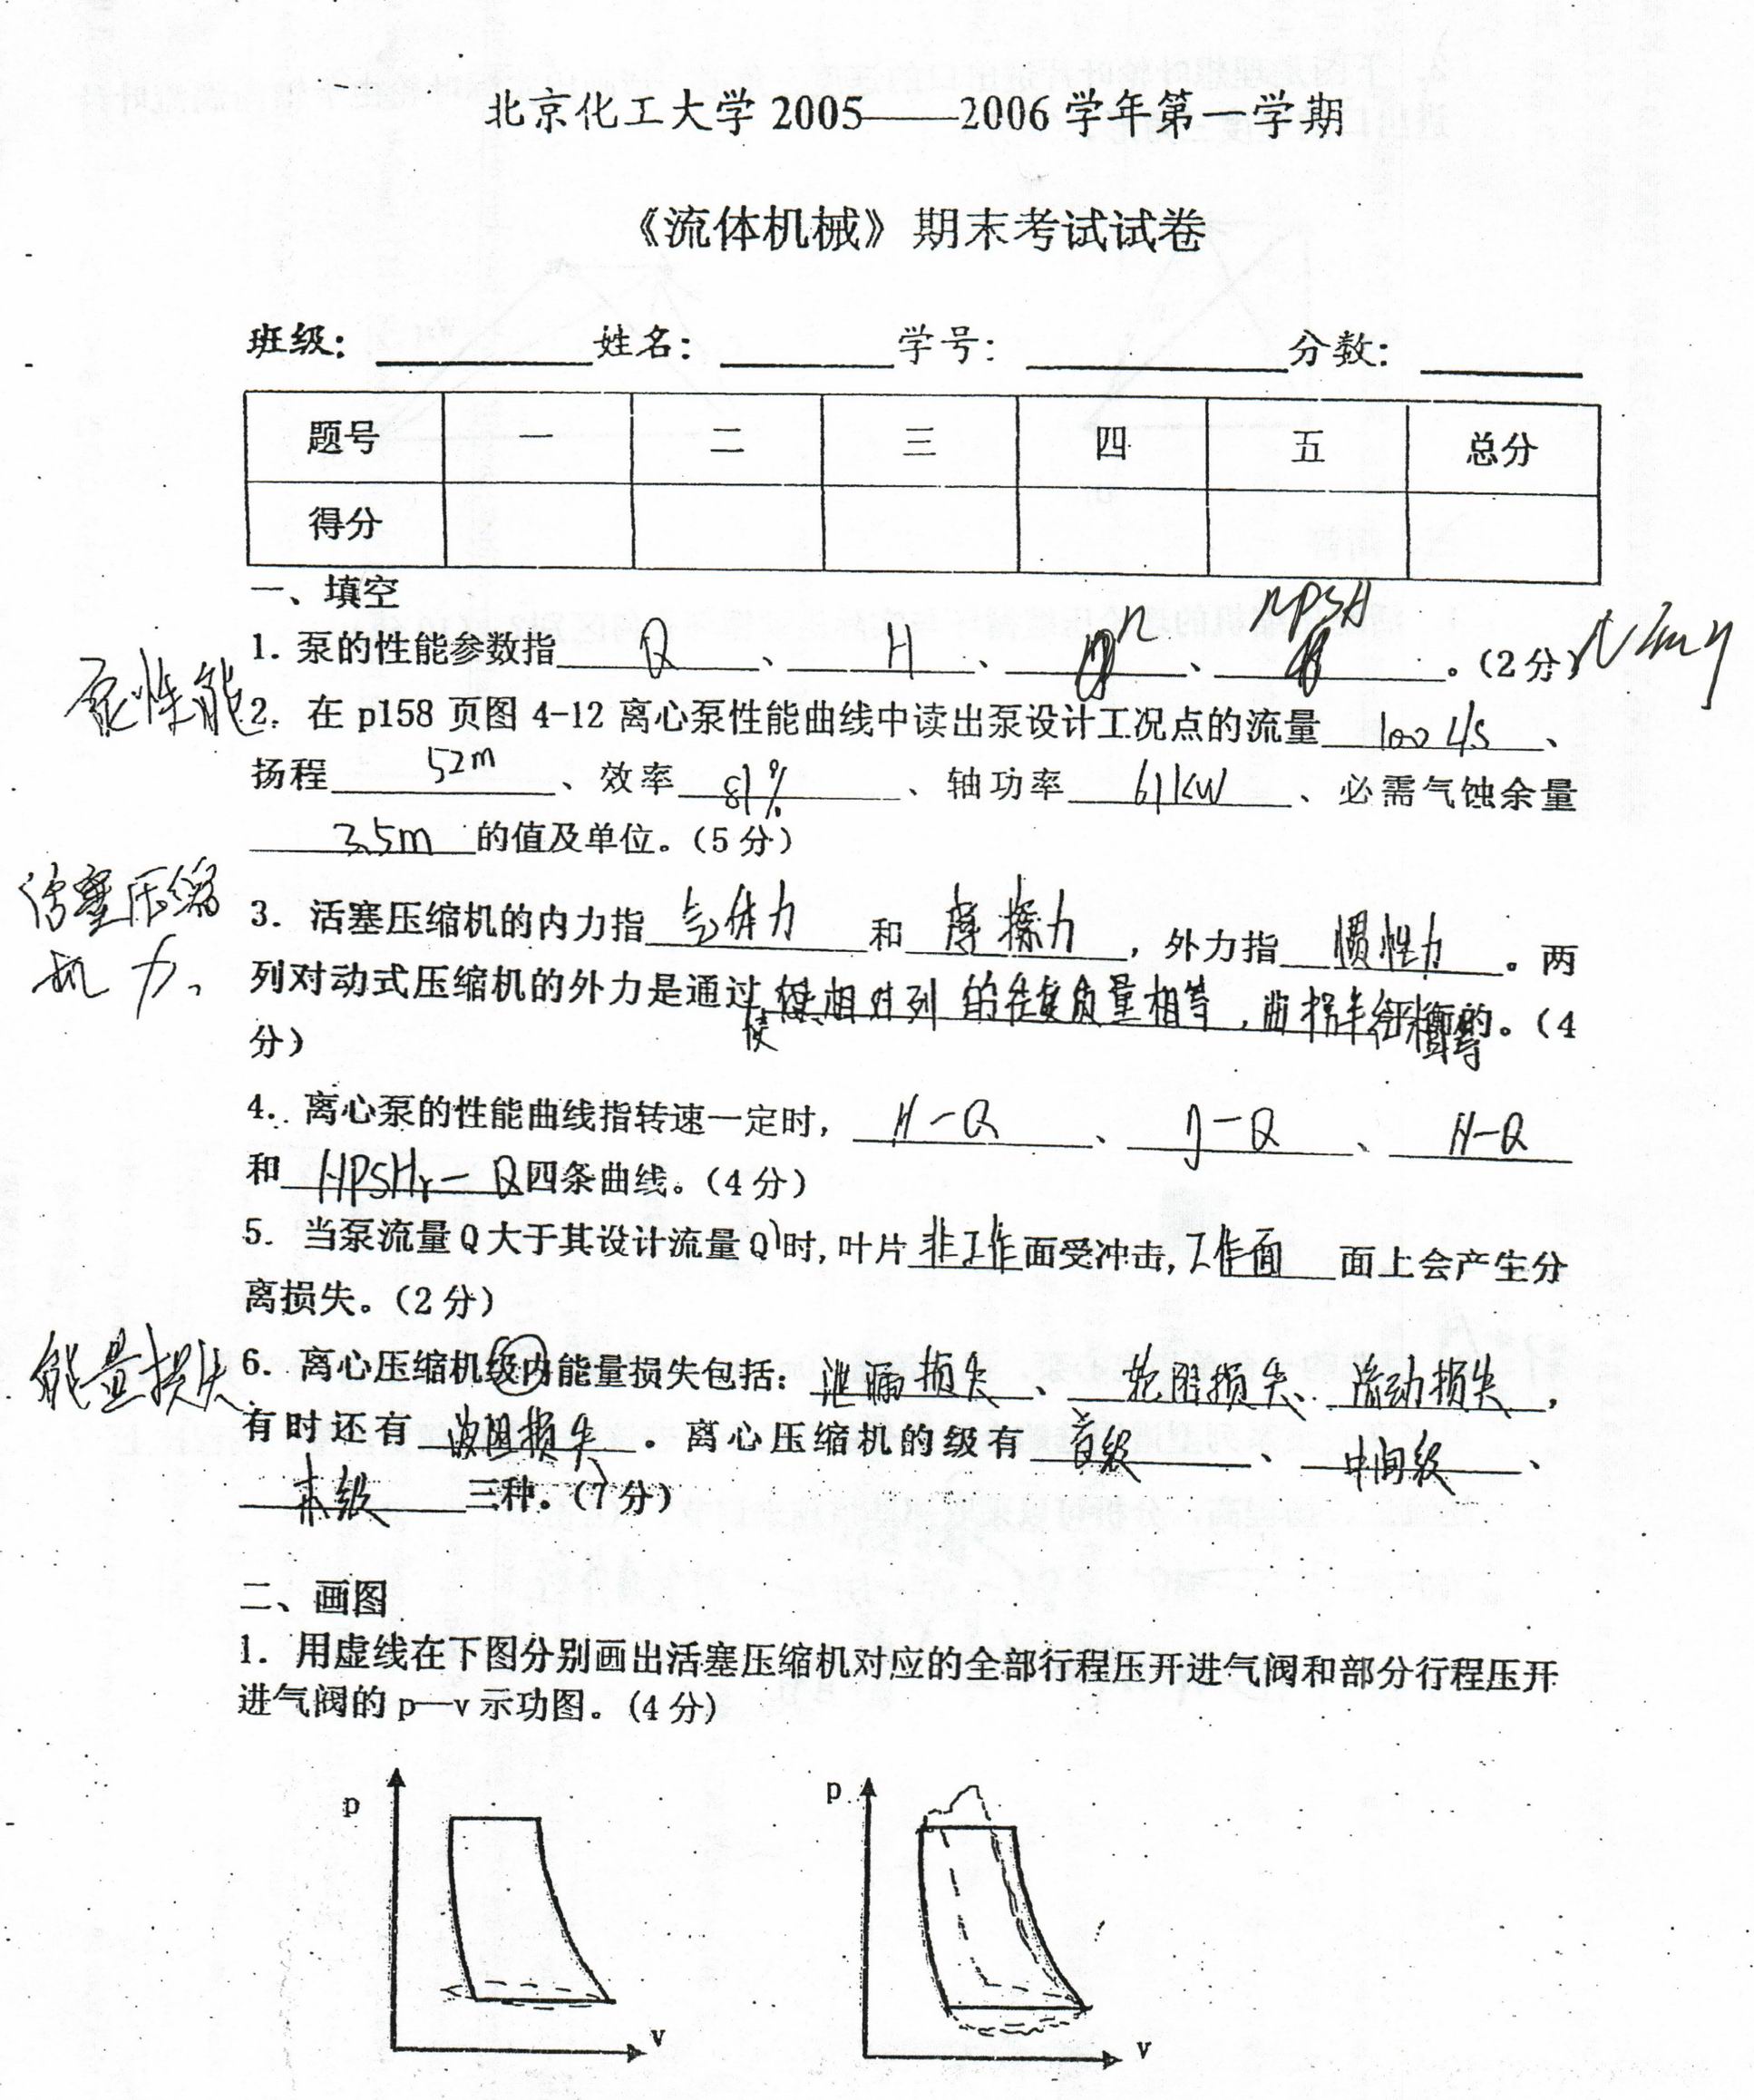 北京化工大学 2005——2006 学年第一学期
《流体机械》期末考试试卷
班级: 姓名: 学号: 分数:
题号 一 二 三 四 五 总分
得分
一、填空
NPSH
1. 泵的性能参数指 Q 、 H 、 n 、 。(2分)
泵性能
2. 在 p158 页图 4-12 离心泵性能曲线中读出泵设计工况点的流量 100 L/s 、
扬程 52m 、效率 81% 、轴功率 61KW 、必需气蚀余量
3.5m 的值及单位。(5分)
活塞压缩
机力、
3. 活塞压缩机的内力指 气体力 和 摩擦力 ，外力指 惯性力 。两
列对动式压缩机的外力是通过 使相对列的往复质量相等，曲拐半径相等 平衡的。(4
分)
4. 离心泵的性能曲线指转速一定时， H-Q 、 η-Q 、 N-Q
和 NPSHr-Q 四条曲线。(4分)
5. 当泵流量 Q 大于其设计流量 Q 时,叶片 非工作 面受冲击, 工作面 面上会产生分
离损失。(2分)
能量损失
6. 离心压缩机级内能量损失包括: 泄漏损失 、 轮阻损失 、 流动损失 ，
有时还有 波阻损失 。离心压缩机的级有 首级 、 中间级 、
末级 三种。(7分)
二、画图
1. 用虚线在下图分别画出活塞压缩机对应的全部行程压开进气阀和部分行程压开
进气阀的 p—v 示功图。(4分)
p p
v v